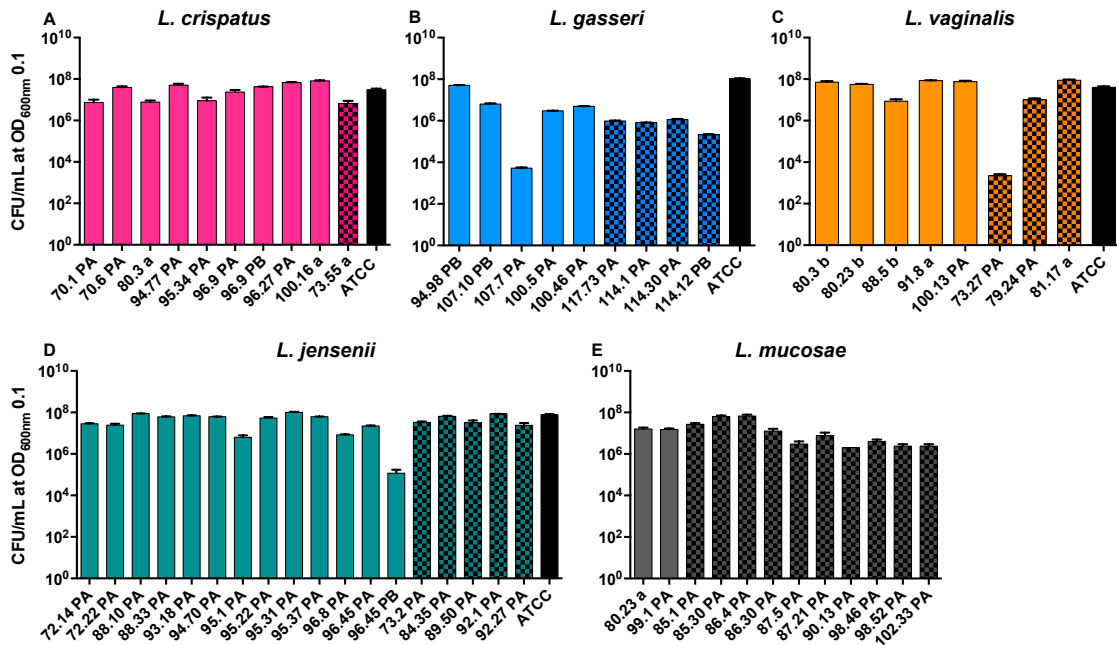 A
L. crispatus
CFU/mL at OD600nm 0.1
10^10
10^8
10^6
10^4
10^2
10^0
70.1 PA
70.6 PA
80.3 a
94.77 PA
95.34 PA
96.9 PA
96.9 PB
96.27 PA
100.16 a
73.55 a
ATCC
B
L. gasseri
10^10
10^8
10^6
10^4
10^2
10^0
94.98 PB
107.10 PB
107.7 PA
100.5 PA
100.46 PA
117.73 PA
114.1 PA
114.30 PA
114.12 PB
ATCC
C
L. vaginalis
10^10
10^8
10^6
10^4
10^2
10^0
80.3 b
80.23 b
88.5 b
91.8 a
100.13 PA
73.27 PA
79.24 PA
81.17 a
ATCC
D
L. jensenii
CFU/mL at OD600nm 0.1
10^10
10^8
10^6
10^4
10^2
10^0
72.14 PA
72.22 PA
88.10 PA
88.33 PA
93.18 PA
94.70 PA
95.1 PA
95.22 PA
95.31 PA
95.37 PA
96.8 PA
96.45 PA
96.45 PB
73.2 PA
84.35 PA
89.50 PA
92.1 PA
92.27 PA
ATCC
E
L. mucosae
10^10
10^8
10^6
10^4
10^2
10^0
80.23 a
99.1 PA
85.1 PA
85.30 PA
86.4 PA
86.30 PA
87.5 PA
87.21 PA
90.13 PA
98.46 PA
98.52 PA
102.33 PA